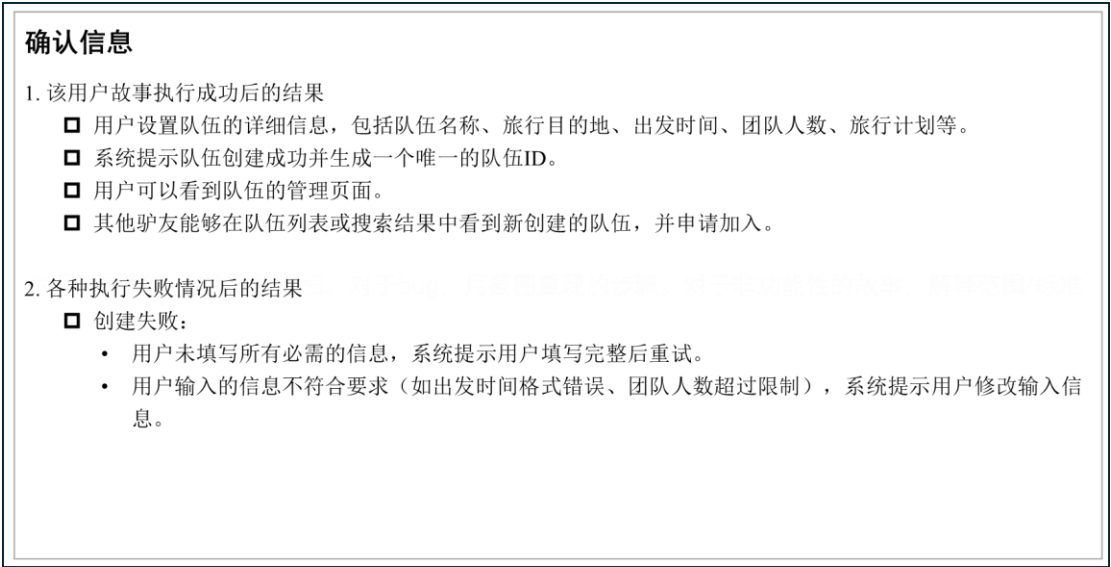 确认信息
1. 该用户故事执行成功后的结果
用户设置队伍的详细信息，包括队伍名称、旅行目的地、出发时间、团队人数、旅行计划等。
系统提示队伍创建成功并生成一个唯一的队伍ID。
用户可以看到队伍的管理页面。
其他驴友能够在队伍列表或搜索结果中看到新创建的队伍，并申请加入。
2. 各种执行失败情况后的结果
创建失败：
• 用户未填写所有必需的信息，系统提示用户填写完整后重试。
• 用户输入的信息不符合要求（如出发时间格式错误、团队人数超过限制），系统提示用户修改输入信
息。